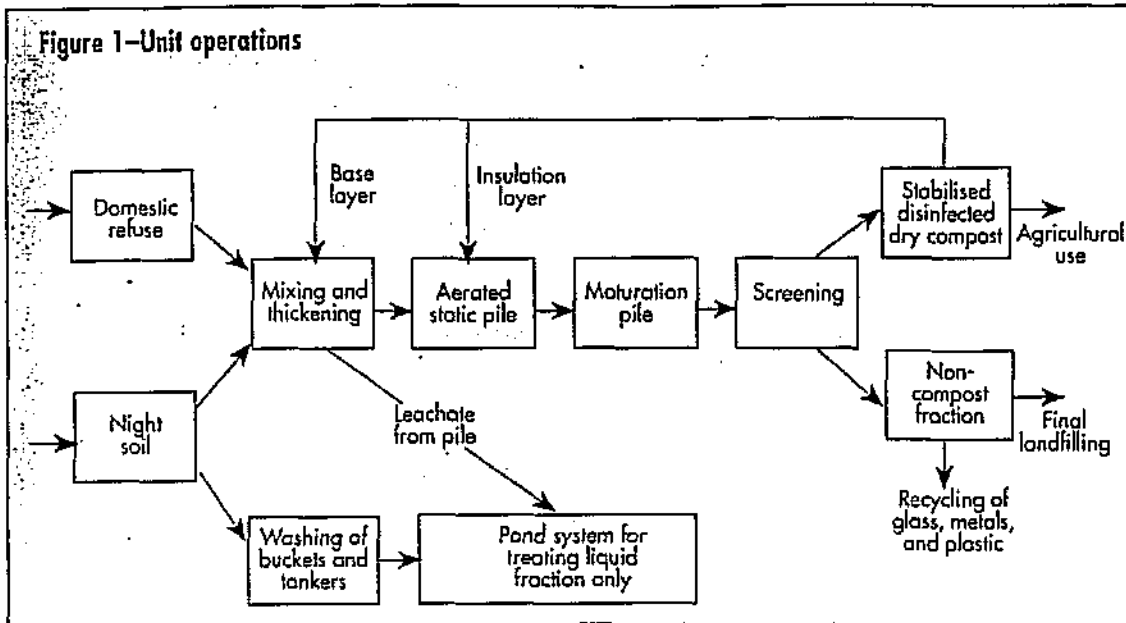 Figure 1–Unit operations
Base
layer
Insulation
layer
Domestic
refuse
Stabilised
disinfected
dry compost
Agricultural
use
Mixing and
thickening
Aerated
static pile
Maturation
pile
Screening
Night
soil
Leachate
from pile
Non-
compost
fraction
Final
landfilling
Washing of
buckets and
tankers
Pond system for
treating liquid
fraction only
Recycling of
glass, metals,
and plastic